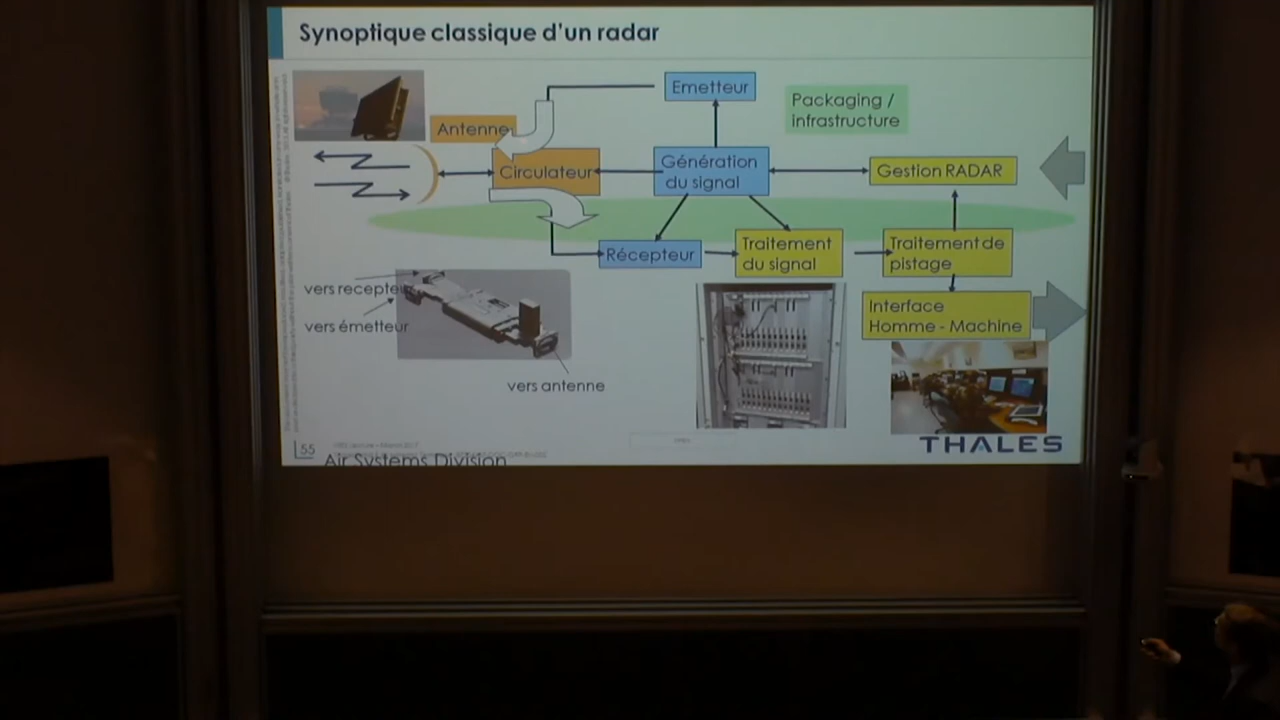 Synoptique classique d'un radar
Emetteur
Packaging /
infrastructure
Antenne
Génération
du signal
Circulateur
Gestion RADAR
Récepteur
Traitement
du signal
Traitement de
pistage
vers recepteur
vers émetteur
Interface
Homme - Machine
vers antenne
55
THALES
Air Systems Division